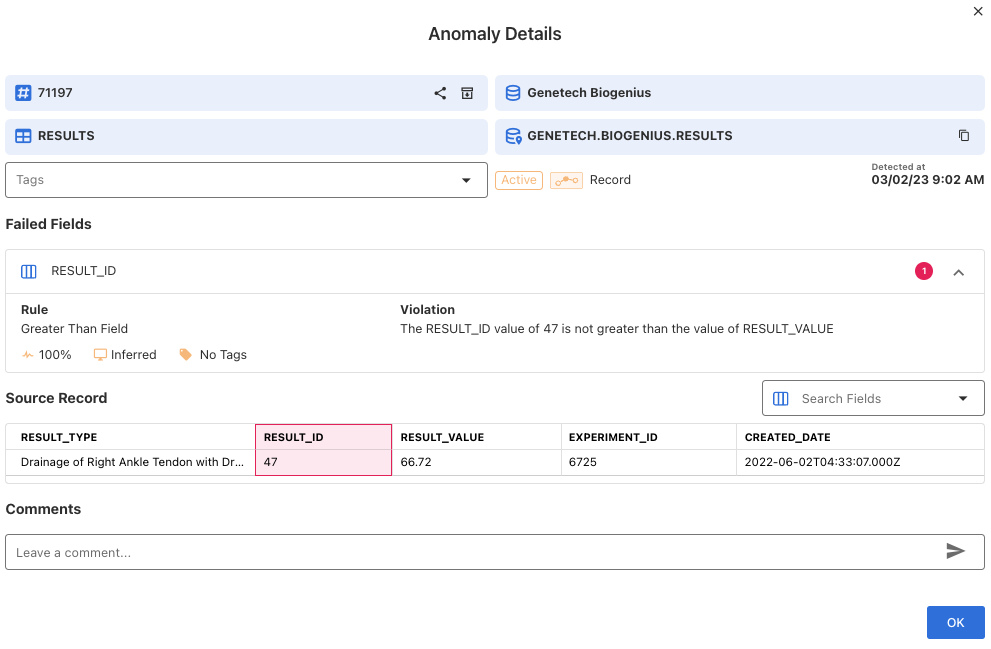 Anomaly Details
71197
Genetech Biogenius
RESULTS
GENETECH.BIOGENIUS.RESULTS
Tags
Active
Record
Detected at
03/02/23 9:02 AM
Failed Fields
RESULT_ID
1
Rule
Violation
Greater Than Field
The RESULT_ID value of 47 is not greater than the value of RESULT_VALUE
100%
Inferred
No Tags
Source Record
Search Fields
RESULT_TYPE RESULT_ID RESULT_VALUE EXPERIMENT_ID CREATED_DATE
Drainage of Right Ankle Tendon with Dr... 47 66.72 6725 2022-06-02T04:33:07.000Z
Comments
Leave a comment...
OK